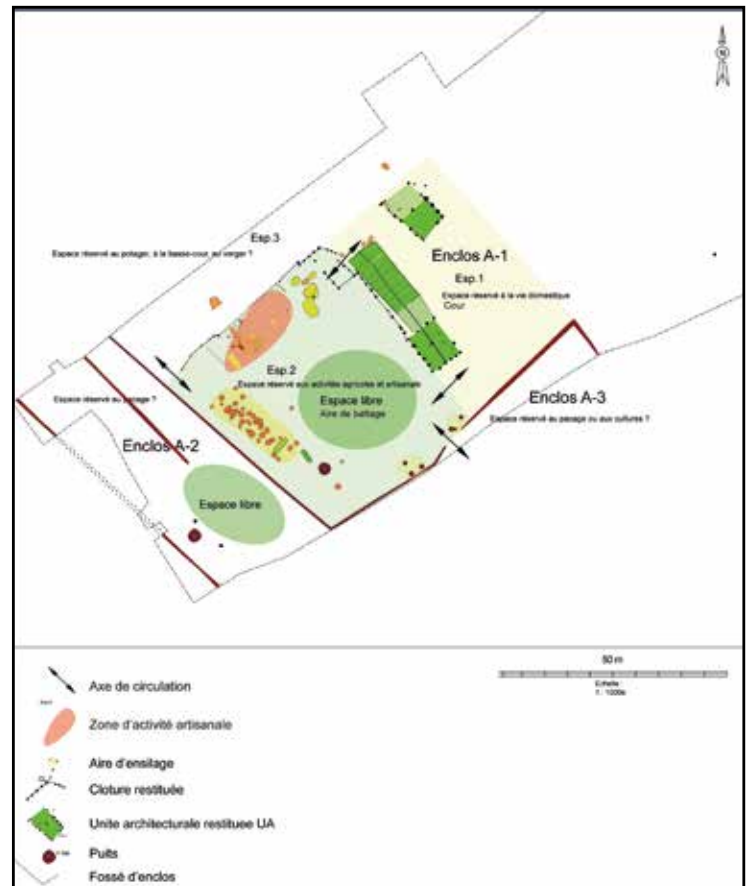 N
Esp.3
Espace réservé au potager, à la basse-cour, au verger ?
Enclos A-1
Esp.1
Espace réservé à la vie domestique
Cour
Esp.2
Espace réservé aux activités agricoles et artisanale
Espace libre
Aire de battage
Enclos A-3
Espace réservé au pacage ou aux cultures ?
Espace réservé au pacage ?
Enclos A-2
Espace libre
50 m
Echelle
Axe de circulation
Zone d'activité artisanale
Aire d'ensilage
Cloture restituée
Unite architecturale restituee UA
Puits
Fossé d'enclos